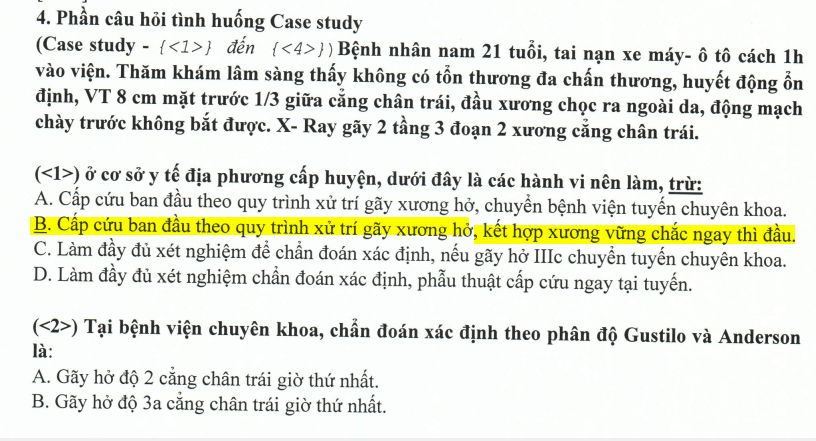 4. Phần câu hỏi tình huống Case study
(Case study - {<1>} đến {<4>}) Bệnh nhân nam 21 tuổi, tai nạn xe máy- ô tô cách 1h
vào viện. Thăm khám lâm sàng thấy không có tổn thương đa chấn thương, huyết động ổn
định, VT 8 cm mặt trước 1/3 giữa cẳng chân trái, đầu xương chọc ra ngoài da, động mạch
chày trước không bắt được. X- Ray gãy 2 tầng 3 đoạn 2 xương cẳng chân trái.
(<1>) ở cơ sở y tế địa phương cấp huyện, dưới đây là các hành vi nên làm, trừ:
A. Cấp cứu ban đầu theo quy trình xử trí gãy xương hở, chuyển bệnh viện tuyến chuyên khoa.
B. Cấp cứu ban đầu theo quy trình xử trí gãy xương hở, kết hợp xương vững chắc ngay thì đầu.
C. Làm đầy đủ xét nghiệm để chẩn đoán xác định, nếu gãy hở IIIc chuyển tuyến chuyên khoa.
D. Làm đầy đủ xét nghiệm chẩn đoán xác định, phẫu thuật cấp cứu ngay tại tuyến.
(<2>) Tại bệnh viện chuyên khoa, chẩn đoán xác định theo phân độ Gustilo và Anderson
là:
A. Gãy hở độ 2 cẳng chân trái giờ thứ nhất.
B. Gãy hở độ 3a cẳng chân trái giờ thứ nhất.